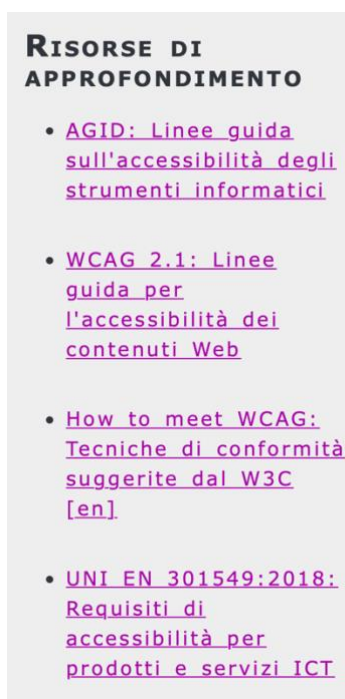 RISORSE DI
APPROFONDIMENTO
AGID: Linee guida
sull'accessibilità degli
strumenti informatici
WCAG 2.1: Linee
guida per
l'accessibilità dei
contenuti Web
How to meet WCAG:
Tecniche di conformità
suggerite dal W3C
[en]
UNI EN 301549:2018:
Requisiti di
accessibilità per
prodotti e servizi ICT